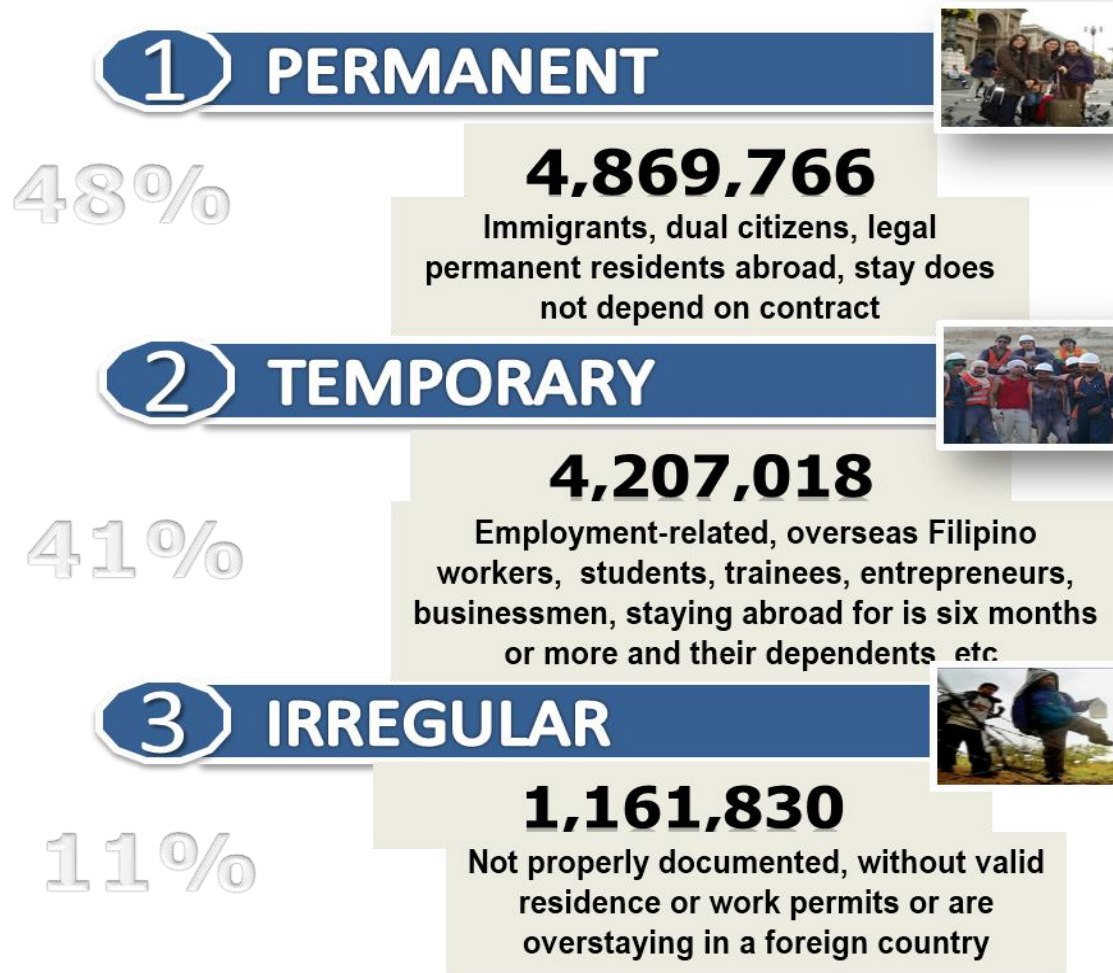 1 PERMANENT
48%
4,869,766
Immigrants, dual citizens, legal
permanent residents abroad, stay does
not depend on contract
2 TEMPORARY
41%
4,207,018
Employment-related, overseas Filipino
workers, students, trainees, entrepreneurs,
businessmen, staying abroad for is six months
or more and their dependents, etc
3 IRREGULAR
11%
1,161,830
Not properly documented, without valid
residence or work permits or are
overstaying in a foreign country